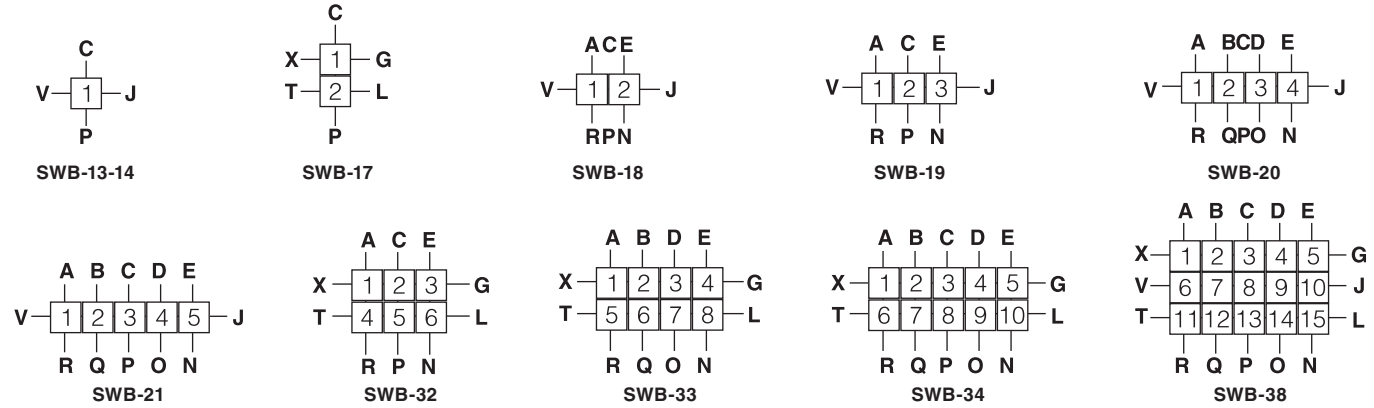 C
V 1 J
P
SWB-13-14
C
X 1 G
T 2 L
P
SWB-17
A C E
V 1 2 J
R P N
SWB-18
A C E
V 1 2 3 J
R P N
SWB-19
A B C D E
V 1 2 3 4 J
R Q P O N
SWB-20
A B C D E
V 1 2 3 4 5 J
R Q P O N
SWB-21
A C E
X 1 2 3 G
T 4 5 6 L
R P N
SWB-32
A B D E
X 1 2 3 4 G
T 5 6 7 8 L
R Q O N
SWB-33
A B C D E
X 1 2 3 4 5 G
T 6 7 8 9 10 L
R Q P O N
SWB-34
A B C D E
X 1 2 3 4 5 G
V 6 7 8 9 10 J
T 11 12 13 14 15 L
R Q P O N
SWB-38